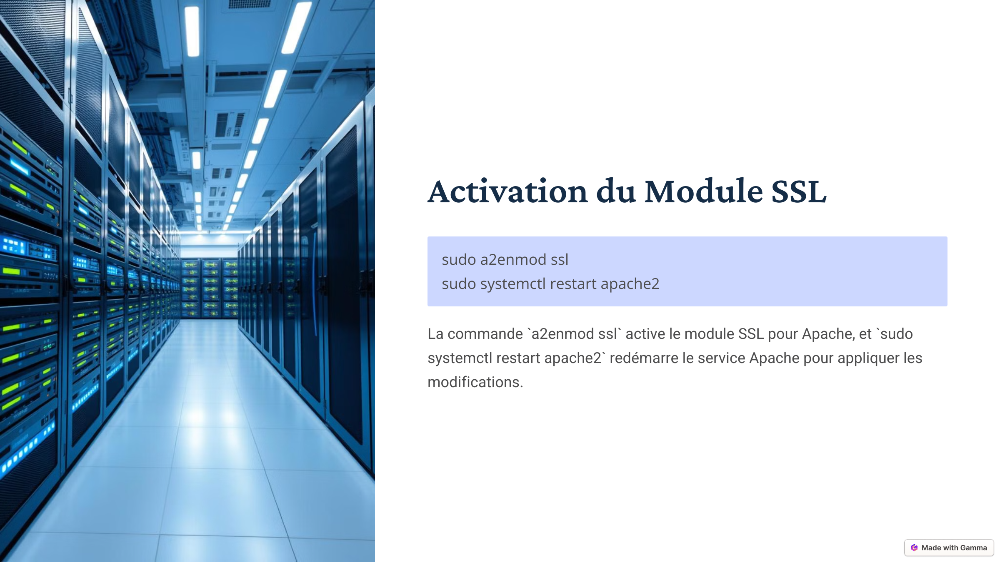 Activation du Module SSL
sudo a2enmod ssl
sudo systemctl restart apache2
La commande `a2enmod ssl` active le module SSL pour Apache, et `sudo
systemctl restart apache2` redémarre le service Apache pour appliquer les
modifications.
Made with Gamma